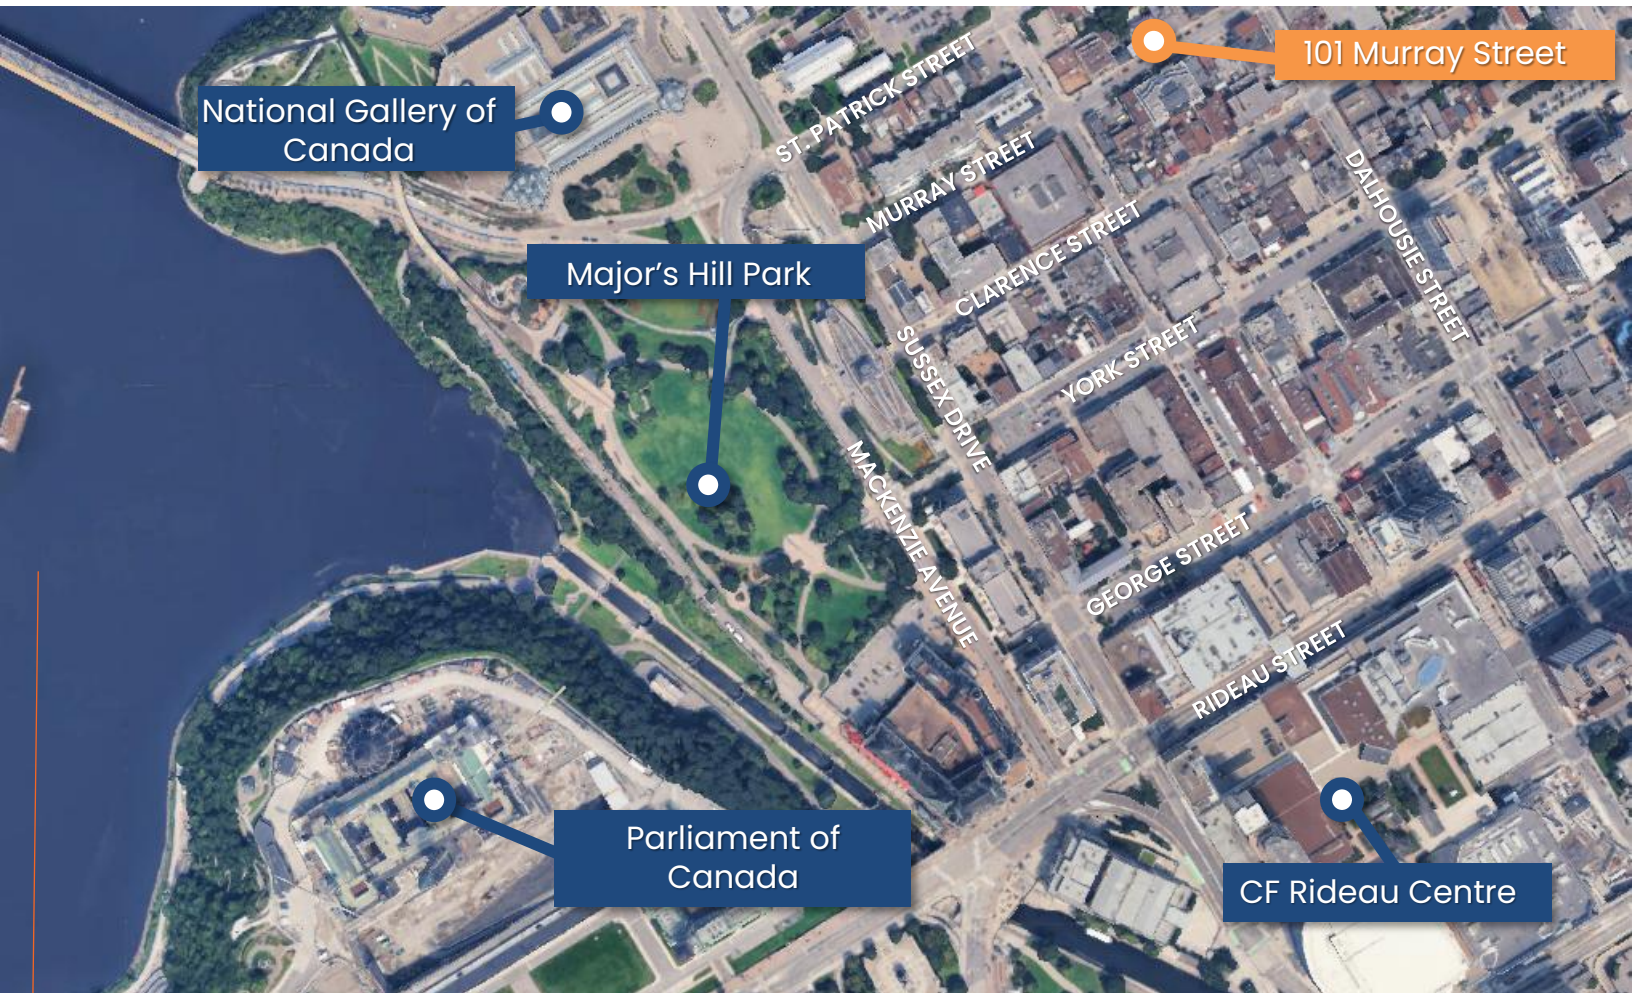 101 Murray Street
National Gallery of
Canada
ST. PATRICK STREET
MURRAY STREET
DALHOUSIE STREET
CLARENCE STREET
Major’s Hill Park
YORK STREET
SUSSEX DRIVE
MACKENZIE AVENUE
GEORGE STREET
RIDEAU STREET
Parliament of
Canada
CF Rideau Centre